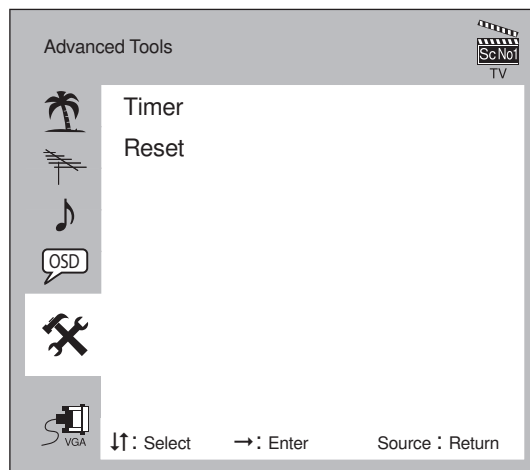 Advanced Tools
Sc No1
TV
Timer
Reset
OSD
VGA
↓↑: Select →: Enter Source : Return